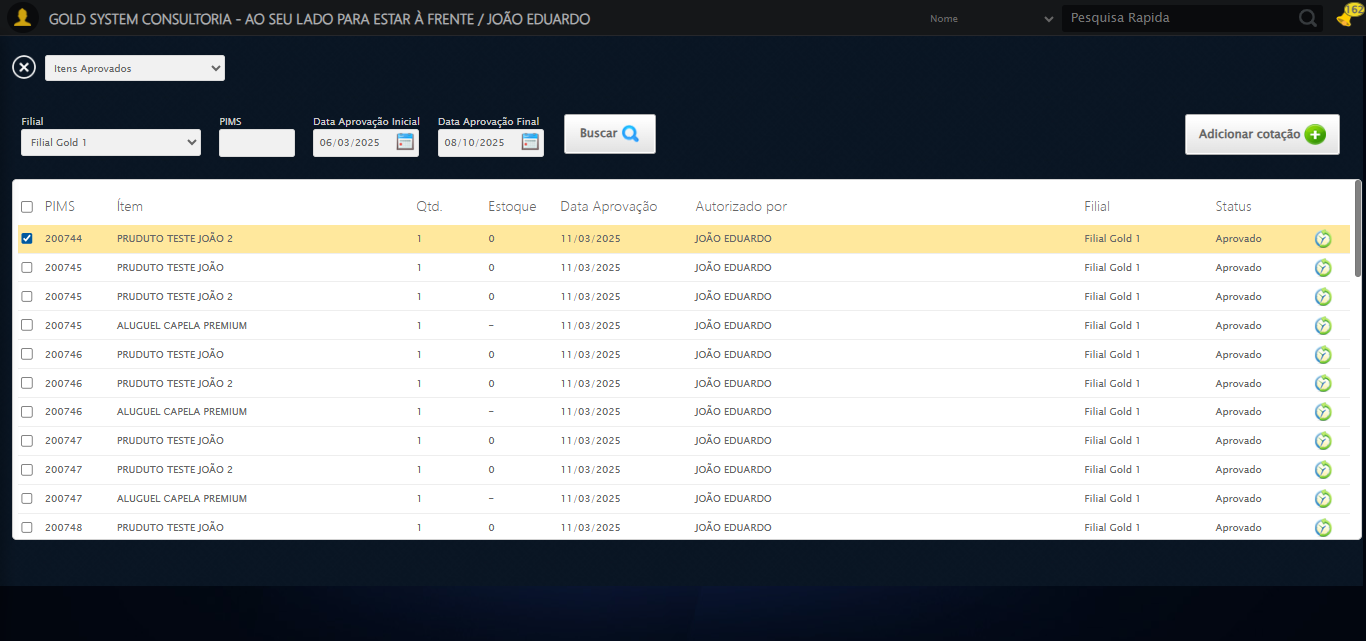 GOLD SYSTEM CONSULTORIA - AO SEU LADO PARA ESTAR À FRENTE / JOÃO EDUARDO Nome Pesquisa Rapida 162
Itens Aprovados
Filial PIMS Data Aprovação Inicial Data Aprovação Final
Filial Gold 1 06/03/2025 08/10/2025 Buscar Adicionar cotação
PIMS Ítem Qtd. Estoque Data Aprovação Autorizado por Filial Status
200744 PRUDUTO TESTE JOÃO 2 1 0 11/03/2025 JOÃO EDUARDO Filial Gold 1 Aprovado
200745 PRUDUTO TESTE JOÃO 1 0 11/03/2025 JOÃO EDUARDO Filial Gold 1 Aprovado
200745 PRUDUTO TESTE JOÃO 2 1 0 11/03/2025 JOÃO EDUARDO Filial Gold 1 Aprovado
200745 ALUGUEL CAPELA PREMIUM 1 - 11/03/2025 JOÃO EDUARDO Filial Gold 1 Aprovado
200746 PRUDUTO TESTE JOÃO 1 0 11/03/2025 JOÃO EDUARDO Filial Gold 1 Aprovado
200746 PRUDUTO TESTE JOÃO 2 1 0 11/03/2025 JOÃO EDUARDO Filial Gold 1 Aprovado
200746 ALUGUEL CAPELA PREMIUM 1 - 11/03/2025 JOÃO EDUARDO Filial Gold 1 Aprovado
200747 PRUDUTO TESTE JOÃO 1 0 11/03/2025 JOÃO EDUARDO Filial Gold 1 Aprovado
200747 PRUDUTO TESTE JOÃO 2 1 0 11/03/2025 JOÃO EDUARDO Filial Gold 1 Aprovado
200747 ALUGUEL CAPELA PREMIUM 1 - 11/03/2025 JOÃO EDUARDO Filial Gold 1 Aprovado
200748 PRUDUTO TESTE JOÃO 1 0 11/03/2025 JOÃO EDUARDO Filial Gold 1 Aprovado